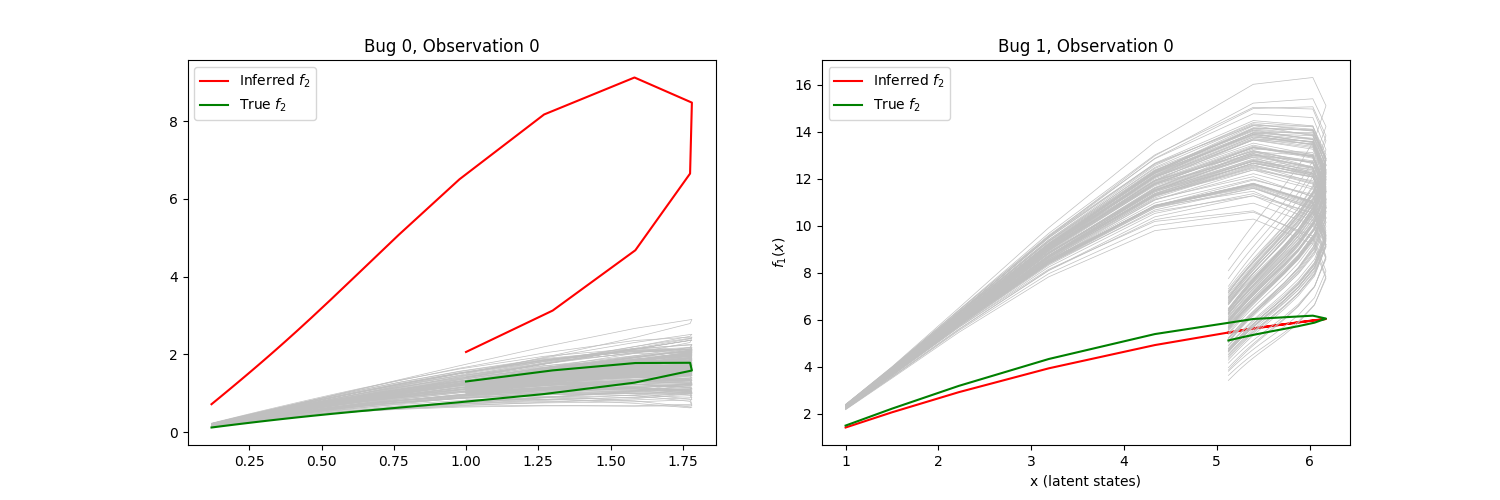 Bug 0, Observation 0
Inferred f₂
True f₂
8
6
4
2
0
0.25 0.50 0.75 1.00 1.25 1.50 1.75
Bug 1, Observation 0
Inferred f₂
True f₂
16
14
12
10
8
6
4
2
f₁(x)
1 2 3 4 5 6
x (latent states)